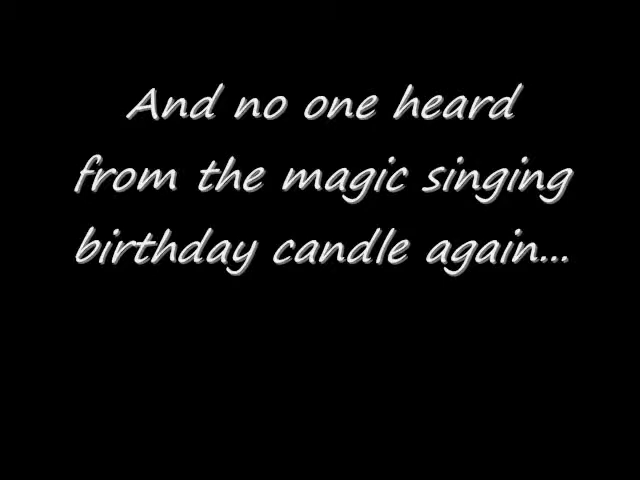 And no one heard
from the magic singing
birthday candle again...